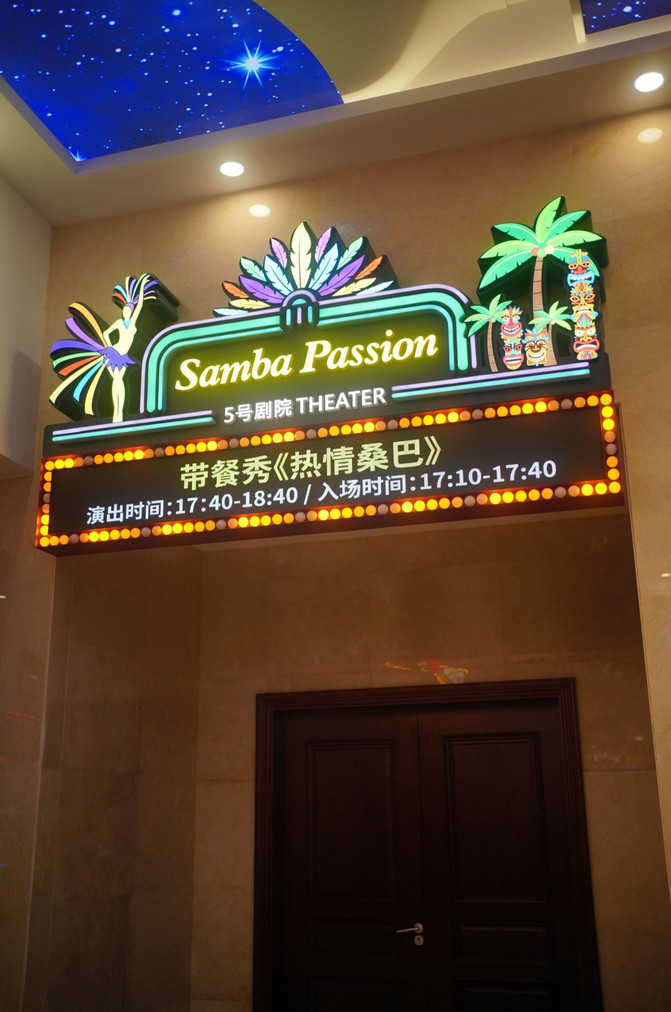 Samba Passion
5号剧院 THEATER
带餐秀《热情桑巴》
演出时间:17:40-18:40 / 入场时间:17:10-17:40